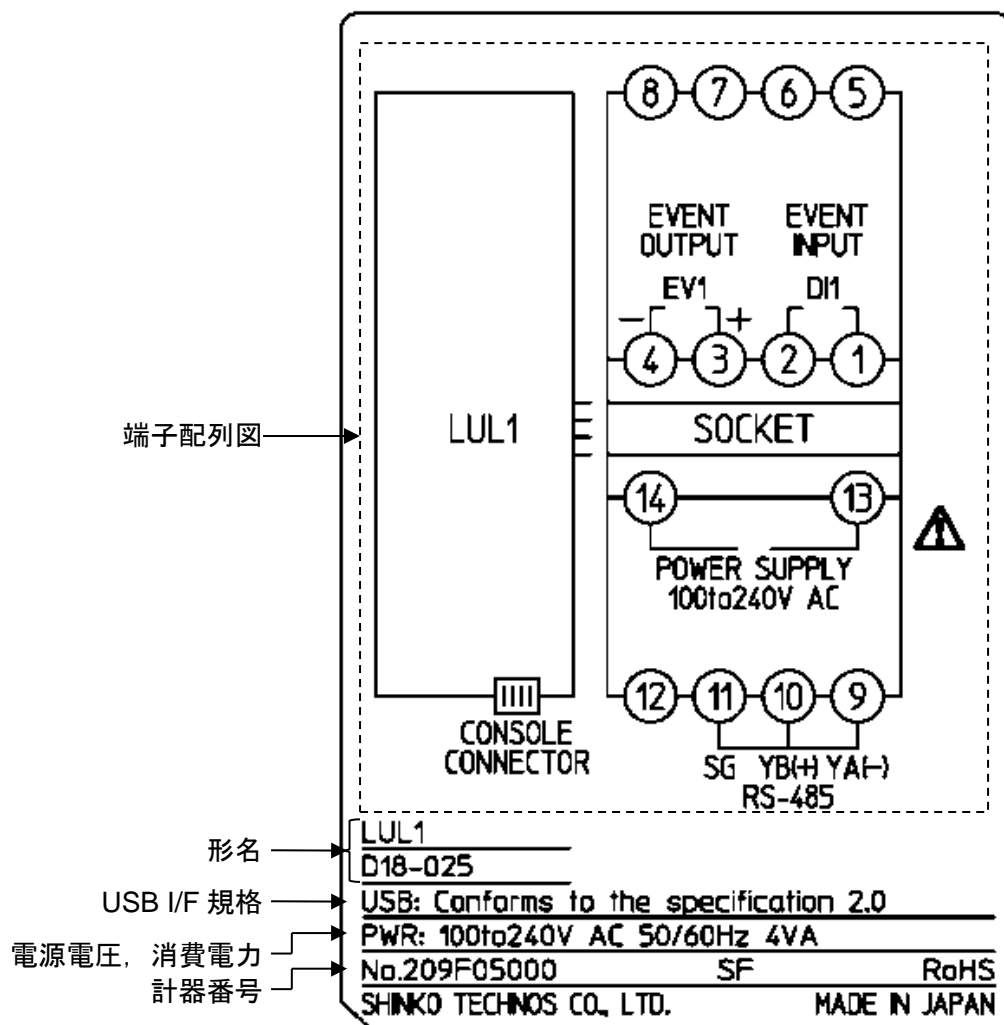 8 7 6 5
EVENT OUTPUT
EVENT INPUT
EV1
DI1
− +
4 3 2 1
端子配列図
LUL1
SOCKET
14 13
POWER SUPPLY
100to240V AC
12 11 10 9
CONSOLE
CONNECTOR
SG YB(+) YA(−)
RS-485
形名
LUL1
D18-025
USB I/F 規格
USB: Conforms to the specification 2.0
電源電圧, 消費電力
PWR: 100to240V AC 50/60Hz 4VA
計器番号
No.209F05000 SF RoHS
SHINKO TECHNOS CO., LTD. MADE IN JAPAN